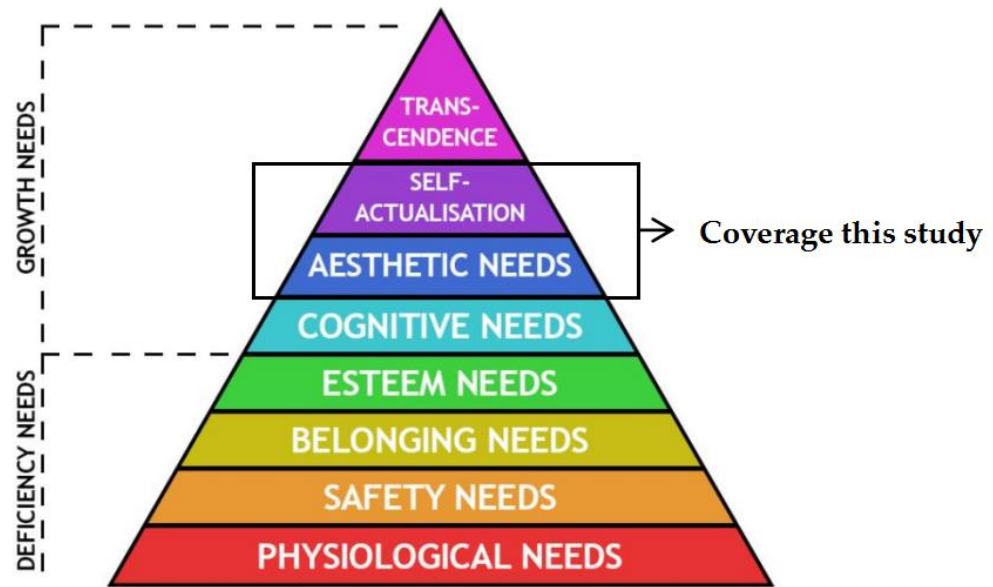 GROWTH NEEDS
TRANS-
CENDENCE
SELF-
ACTUALISATION
AESTHETIC NEEDS
Coverage this study
COGNITIVE NEEDS
DEFICIENCY NEEDS
ESTEEM NEEDS
BELONGING NEEDS
SAFETY NEEDS
PHYSIOLOGICAL NEEDS